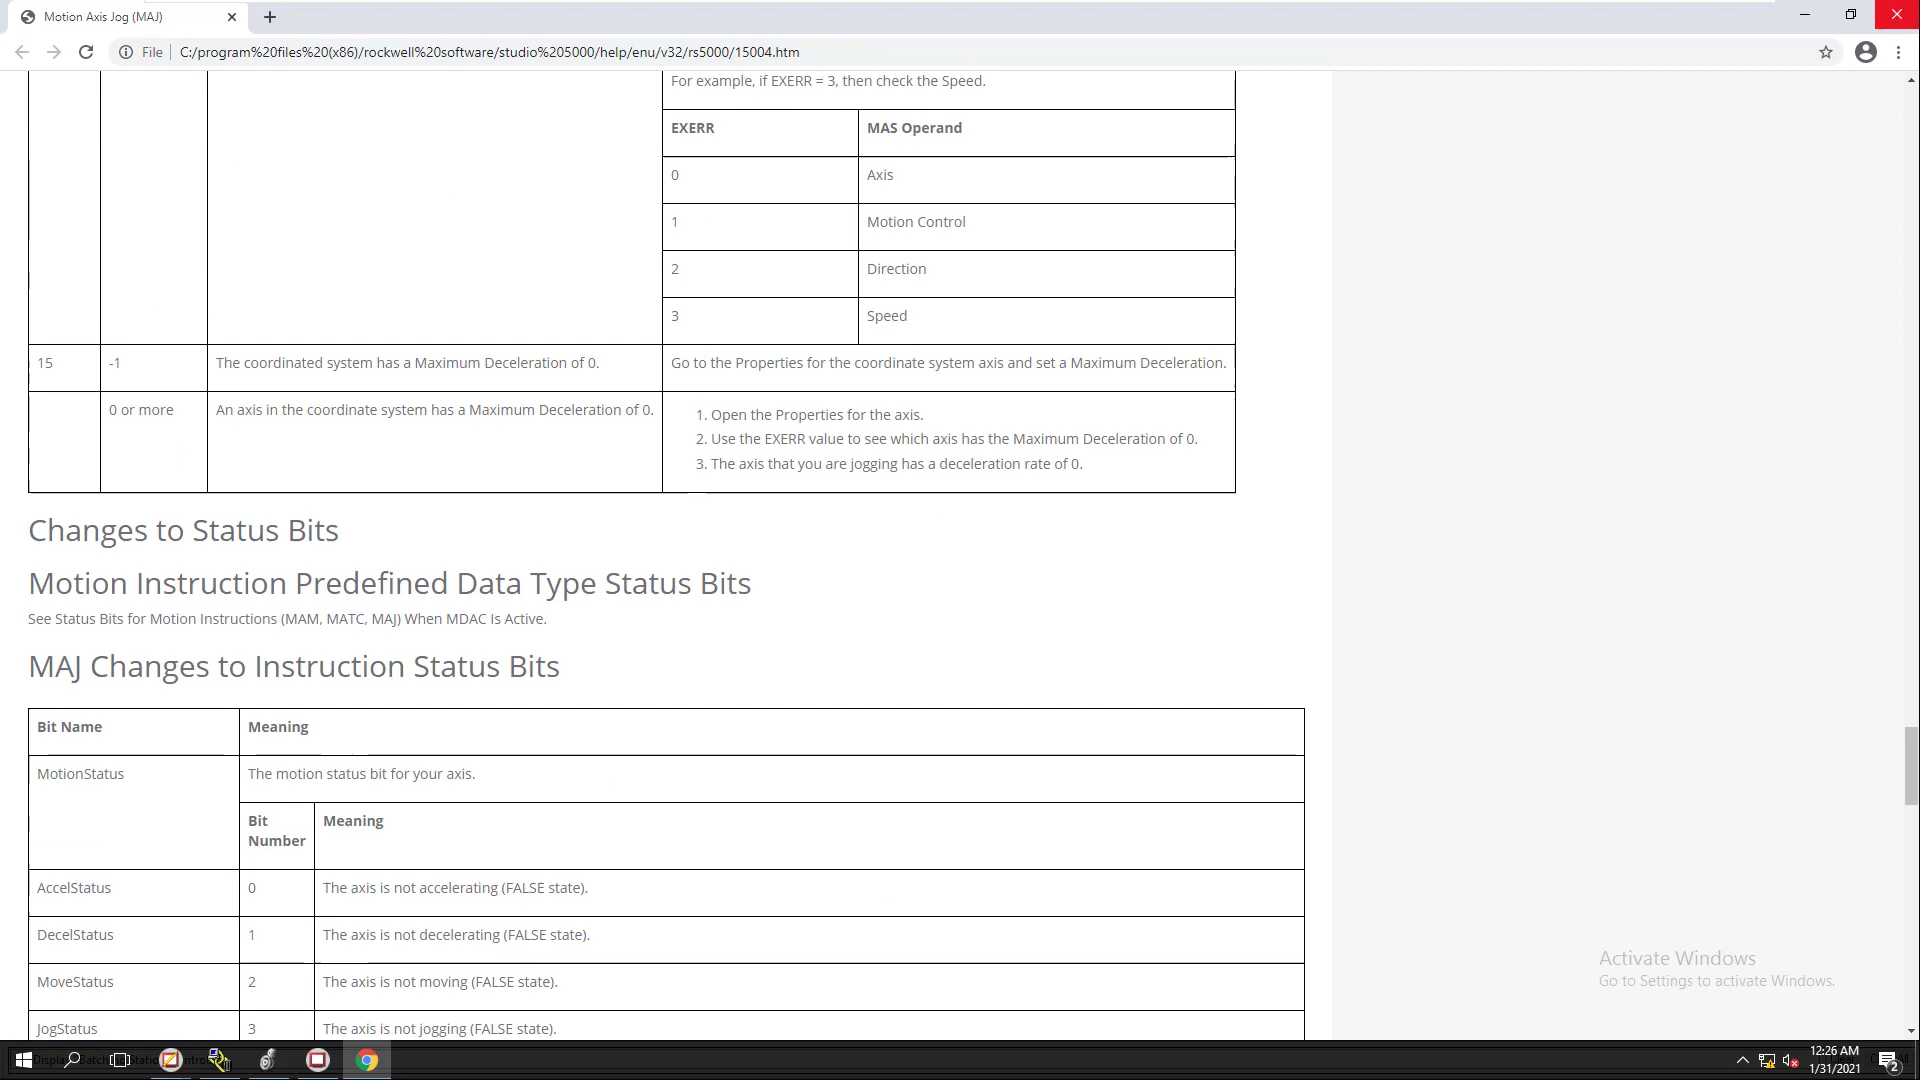 Motion Axis Jog (MAJ)
File
C:/program%20files%20(x86)/rockwell%20software/studio%205000/help/enu/v32/rs5000/15004.htm
For example, if EXERR = 3, then check the Speed.
EXERR MAS Operand
0 Axis
1 Motion Control
2 Direction
3 Speed
15 -1 The coordinated system has a Maximum Deceleration of 0. Go to the Properties for the coordinate system axis and set a Maximum Deceleration.
0 or more An axis in the coordinate system has a Maximum Deceleration of 0.
1. Open the Properties for the axis.
2. Use the EXERR value to see which axis has the Maximum Deceleration of 0.
3. The axis that you are jogging has a deceleration rate of 0.
Changes to Status Bits
Motion Instruction Predefined Data Type Status Bits
See Status Bits for Motion Instructions (MAM, MATC, MAJ) When MDAC Is Active.
MAJ Changes to Instruction Status Bits
Bit Name Meaning
MotionStatus The motion status bit for your axis.
Bit Number Meaning
AccelStatus 0 The axis is not accelerating (FALSE state).
DecelStatus 1 The axis is not decelerating (FALSE state).
MoveStatus 2 The axis is not moving (FALSE state).
JogStatus 3 The axis is not jogging (FALSE state).
Activate Windows
Go to Settings to activate Windows.
12:26 AM
1/31/2021
2